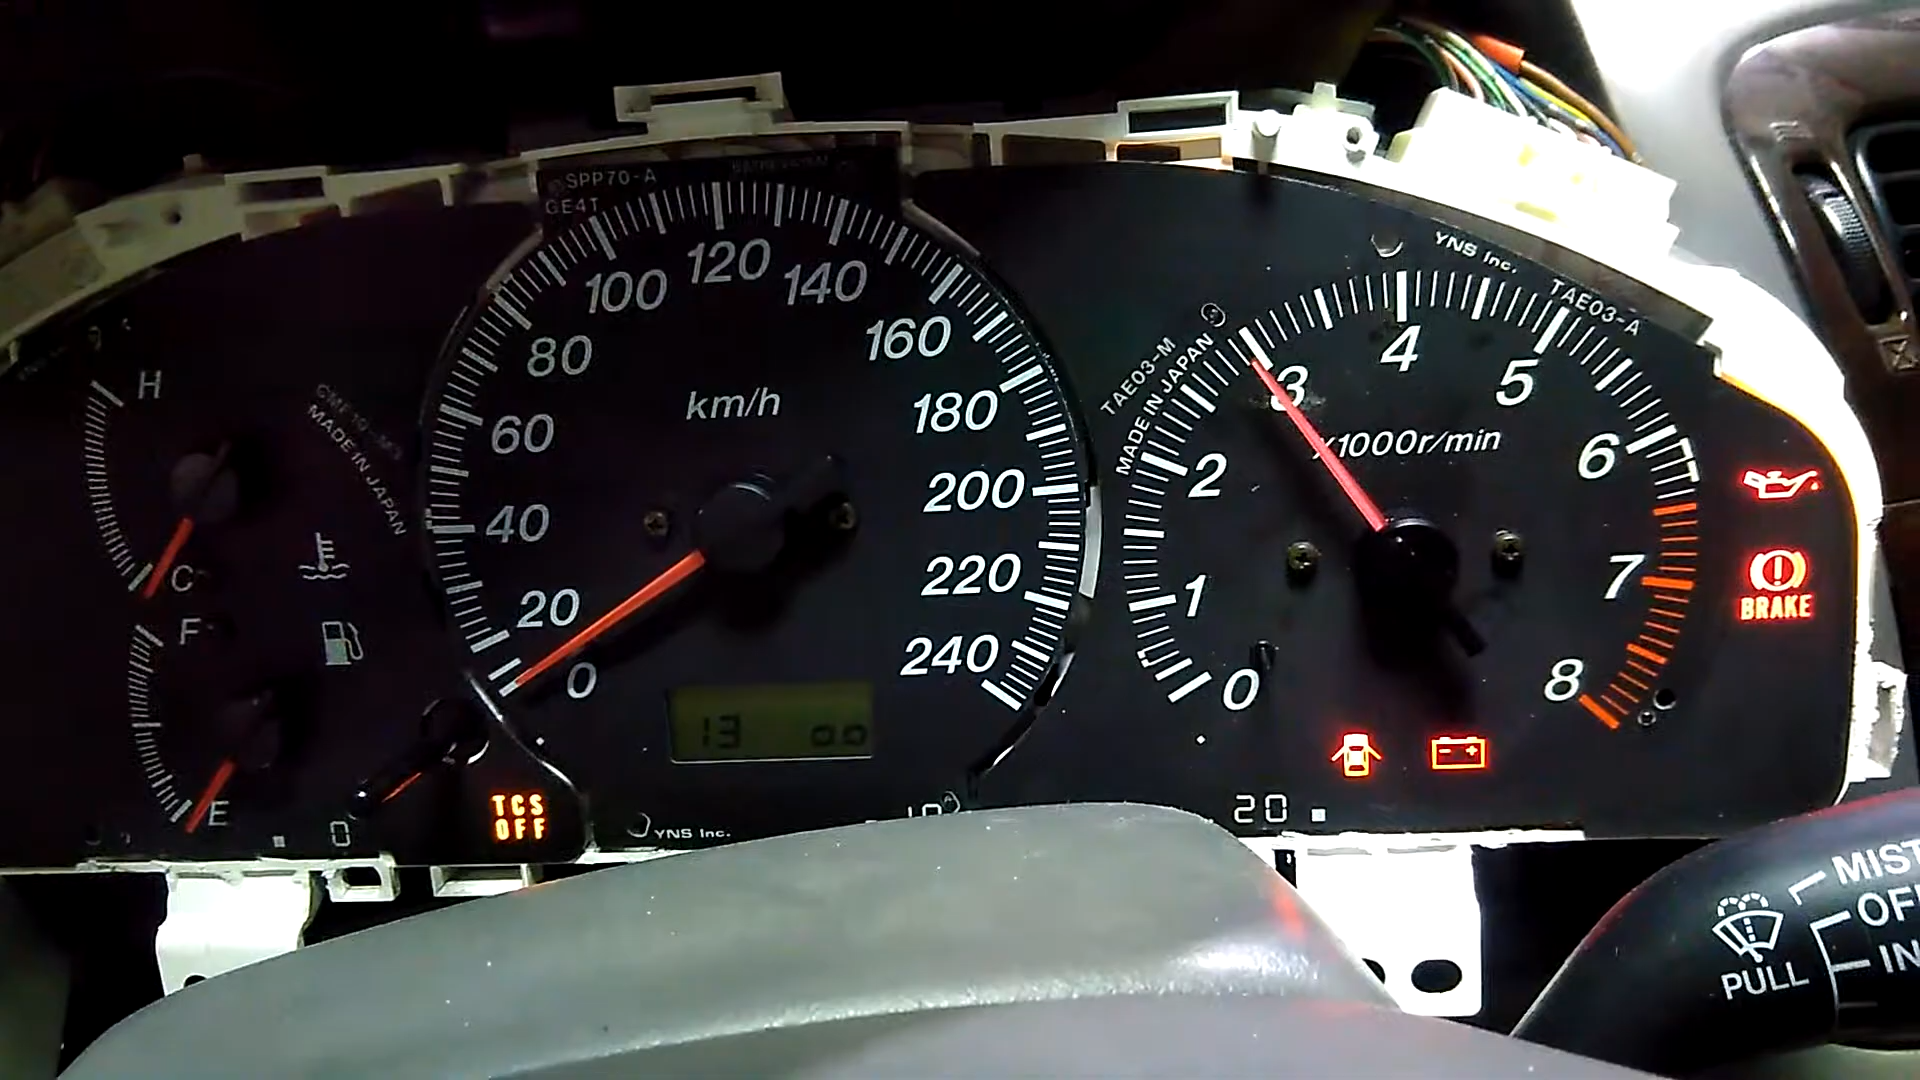 SPP70-A
GE4T
YNS Inc.
TAE03-A
TAE03-M
MADE IN JAPAN
H
C
F
E
MADE IN JAPAN
0
20
40
60
80
100
120
140
160
180
200
220
240
km/h
13 00
0
1
2
3
4
5
6
7
8
x1000r/min
BRAKE
TCS
OFF
YNS Inc.
0
10
20
MIST
PULL